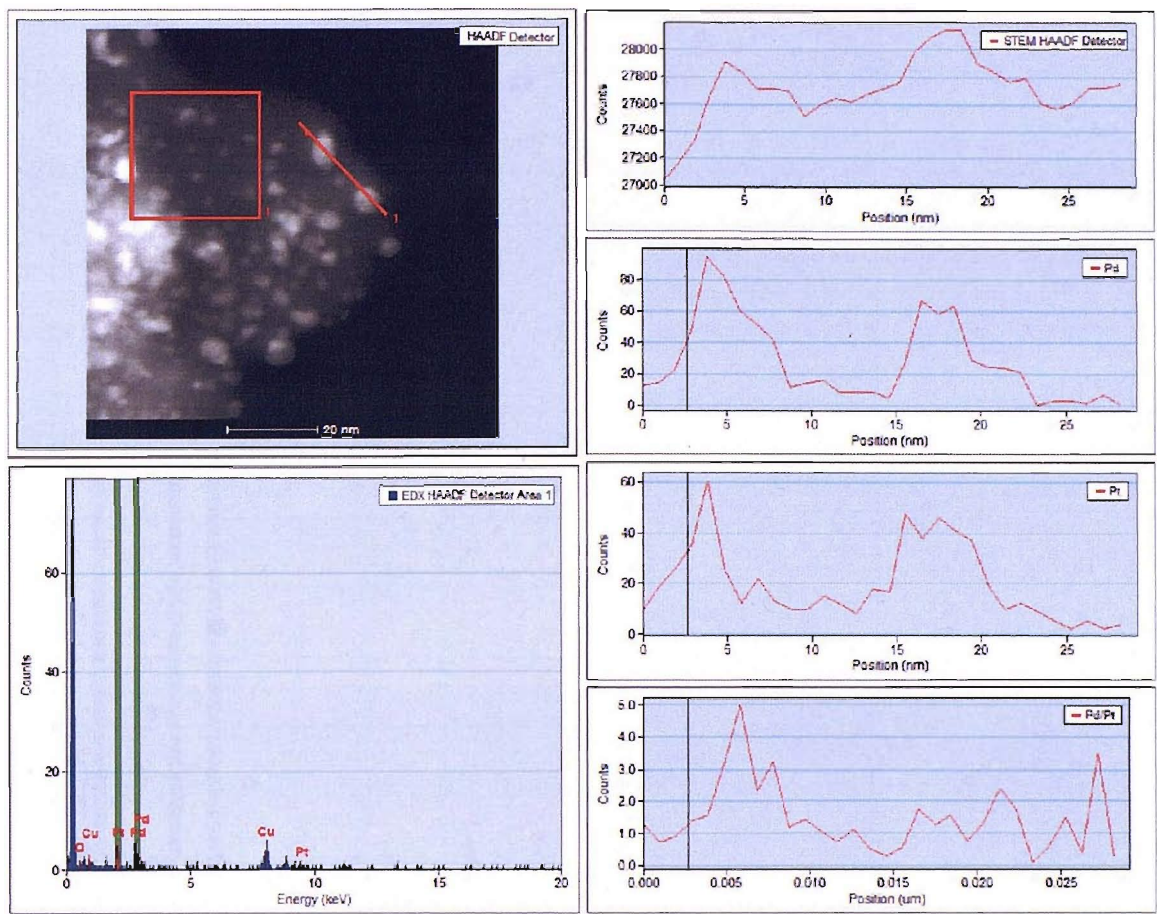 HAADF Detector
1
1
20 nm
EDX HAADF Detector Area 1
Counts
60
40
20
0
Cu
O
Pt
Pd
Pd
Cu
Pt
0
5
10
15
20
Energy (keV)
STEM HAADF Detector
Counts
28000
27800
27600
27400
27200
27000
0
5
10
15
20
25
Position (nm)
Pd
Counts
80
60
40
20
0
0
5
10
15
20
25
Position (nm)
Pt
Counts
60
40
20
0
0
5
10
15
20
25
Position (nm)
Pd/Pt
Counts
5.0
4.0
3.0
2.0
1.0
0.0
0.000
0.005
0.010
0.015
0.020
0.025
Position (um)